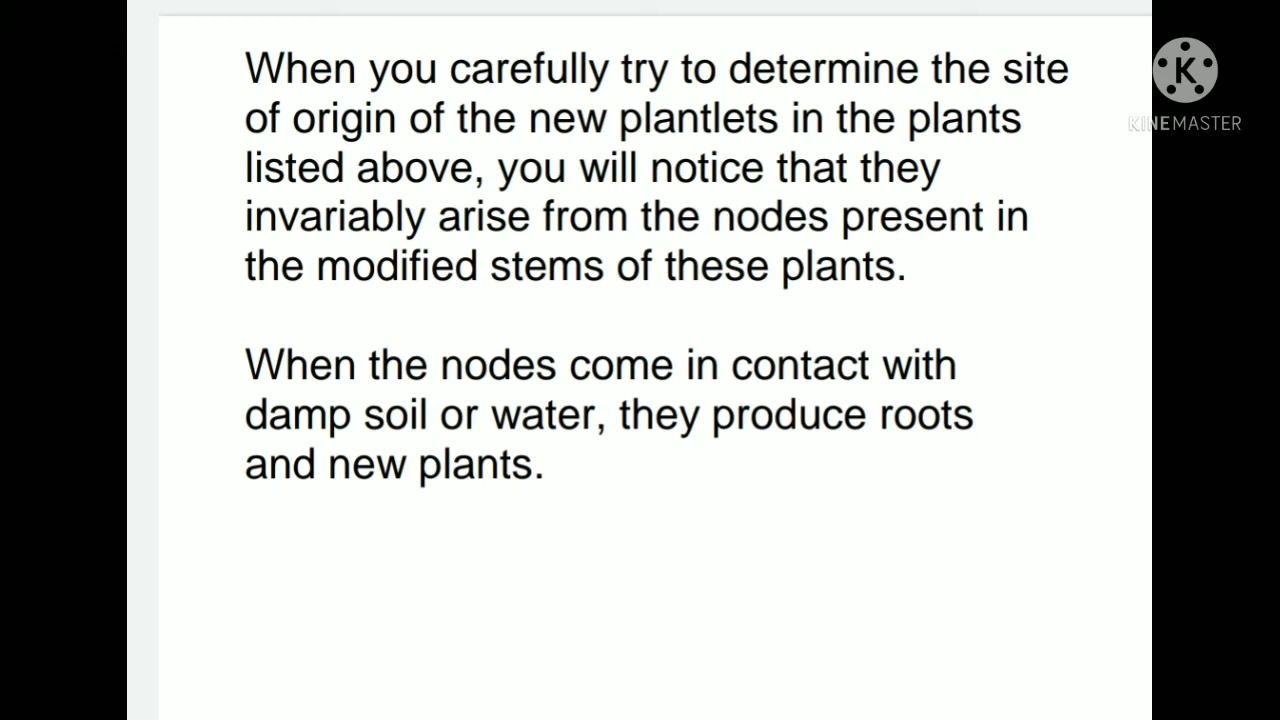 When you carefully try to determine the site
of origin of the new plantlets in the plants
listed above, you will notice that they
invariably arise from the nodes present in
the modified stems of these plants.
When the nodes come in contact with
damp soil or water, they produce roots
and new plants.
K
KINEMASTER